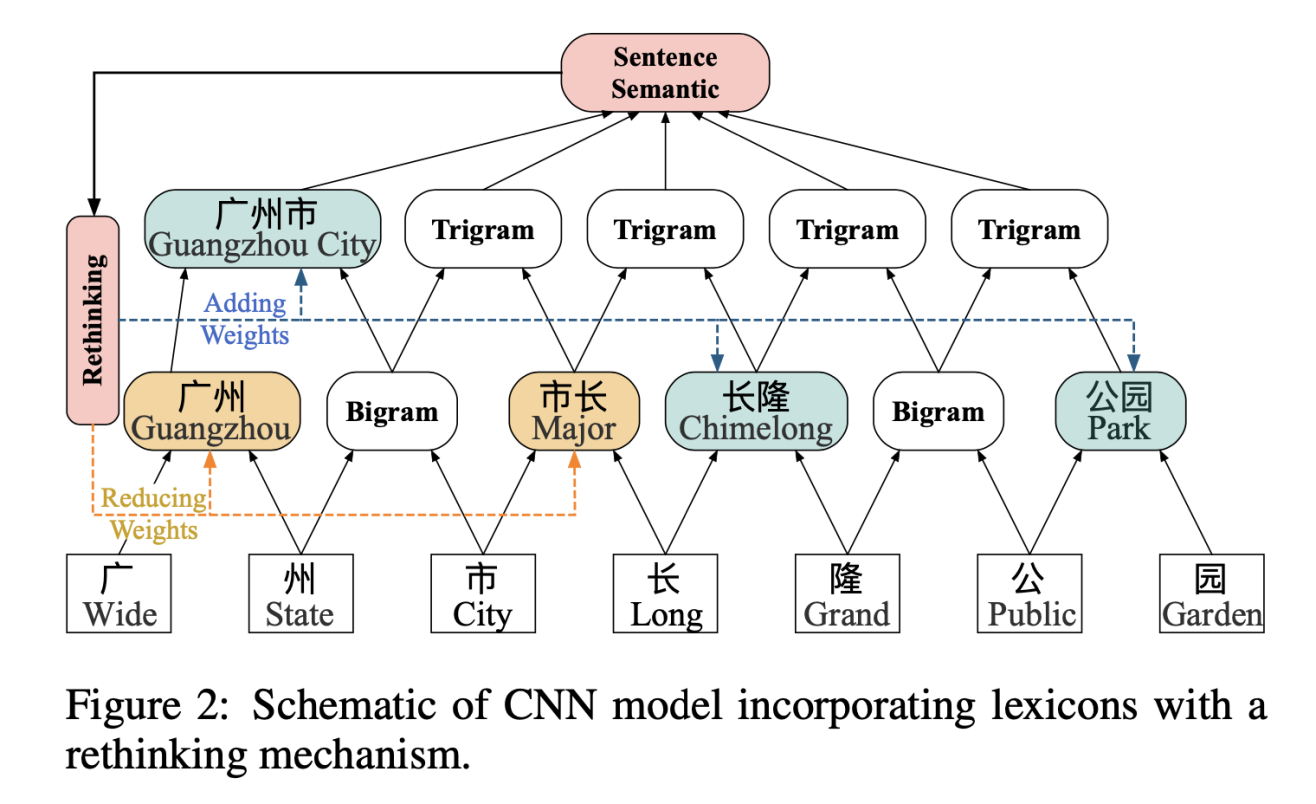 Sentence
Semantic
广州市
Guangzhou City
Trigram
Trigram
Trigram
Trigram
Rethinking
Adding
Weights
广州
Guangzhou
Bigram
市长
Major
长隆
Chimelong
Bigram
公园
Park
Reducing
Weights
广
Wide
州
State
市
City
长
Long
隆
Grand
公
Public
园
Garden
Figure 2: Schematic of CNN model incorporating lexicons with a
rethinking mechanism.